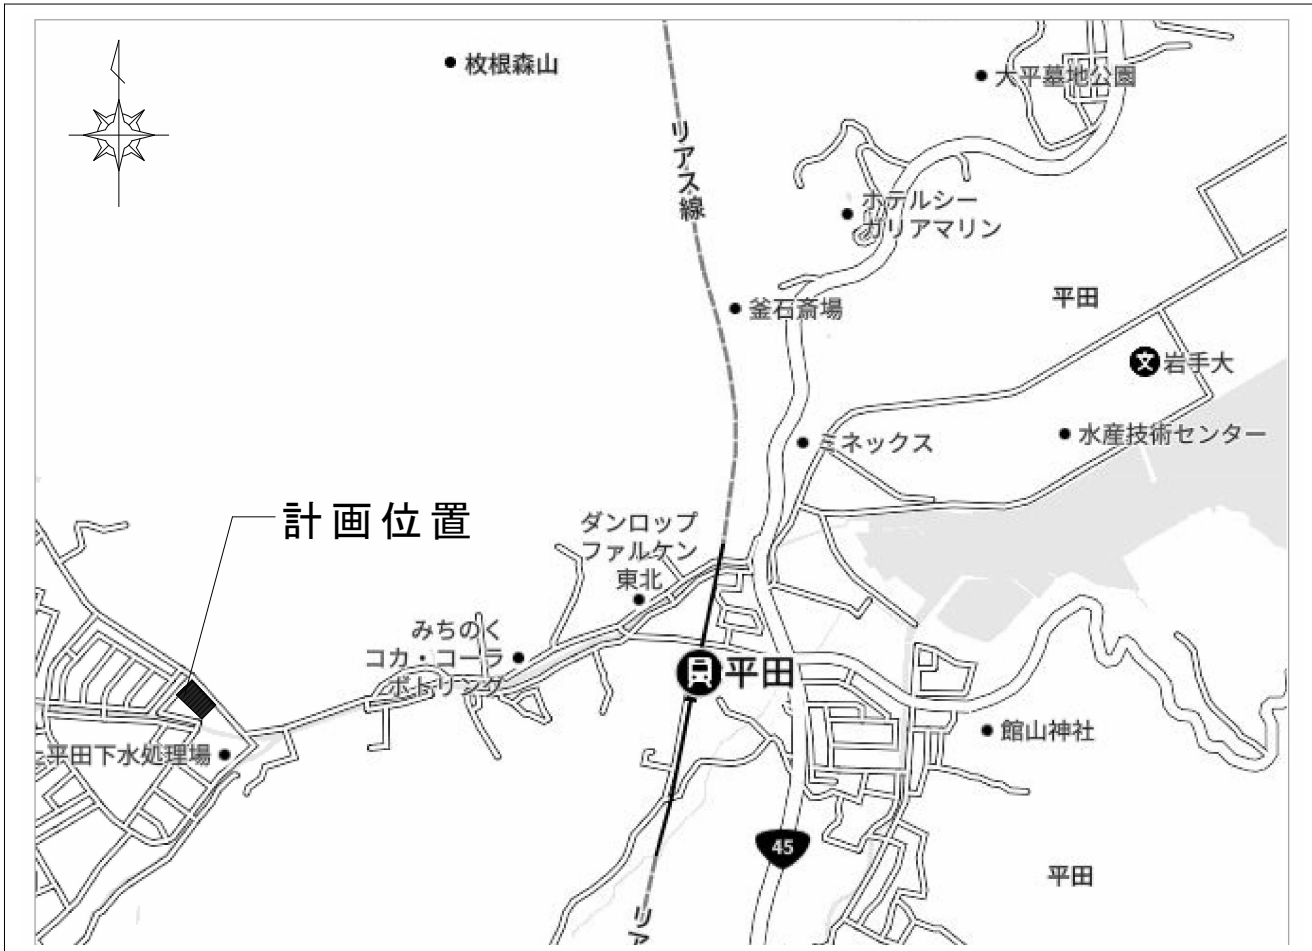 枚根森山
大平墓地公園
リアス線
ホテルシー
ガリアマリン
平田
釜石斎場
岩手大
水産技術センター
ミネックス
計画位置
ダンロップ
ファルケン
東北
みちのく
コカ・コーラ
ボトリング
平田
館山神社
上平田下水処理場
45
平田
リア